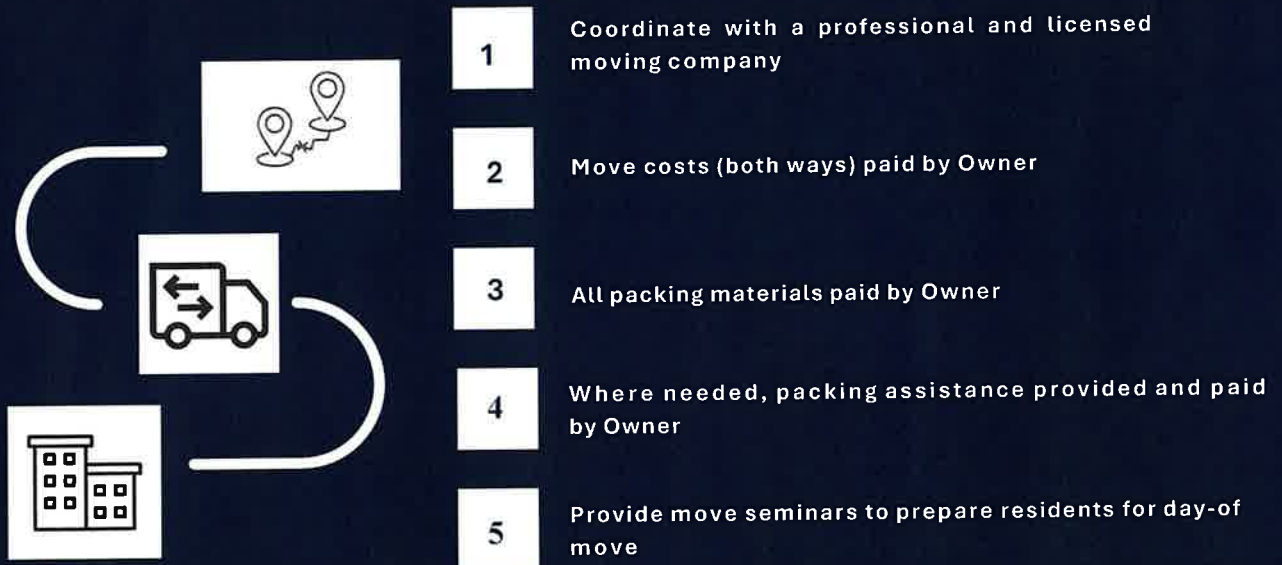 1
Coordinate with a professional and licensed
moving company
2
Move costs (both ways) paid by Owner
3
All packing materials paid by Owner
4
Where needed, packing assistance provided and paid
by Owner
5
Provide move seminars to prepare residents for day-of
move